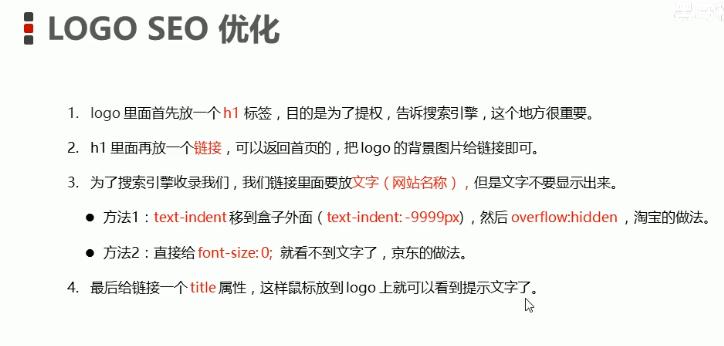 LOGO SEO 优化
1. logo 里面首先放一个 h1 标签，目的是为了提权，告诉搜索引擎，这个地方很重要。
2. h1 里面再放一个链接，可以返回首页的，把 logo 的背景图片给链接即可。
3. 为了搜索引擎收录我们，我们链接里面要放文字（网站名称），但是文字不要显示出来。
● 方法1：text-indent 移到盒子外面（text-indent: -9999px)，然后 overflow:hidden ，淘宝的做法。
● 方法2：直接给 font-size: 0; 就看不到文字了，京东的做法。
4. 最后给链接一个 title 属性，这样鼠标放到 logo 上就可以看到提示文字了。